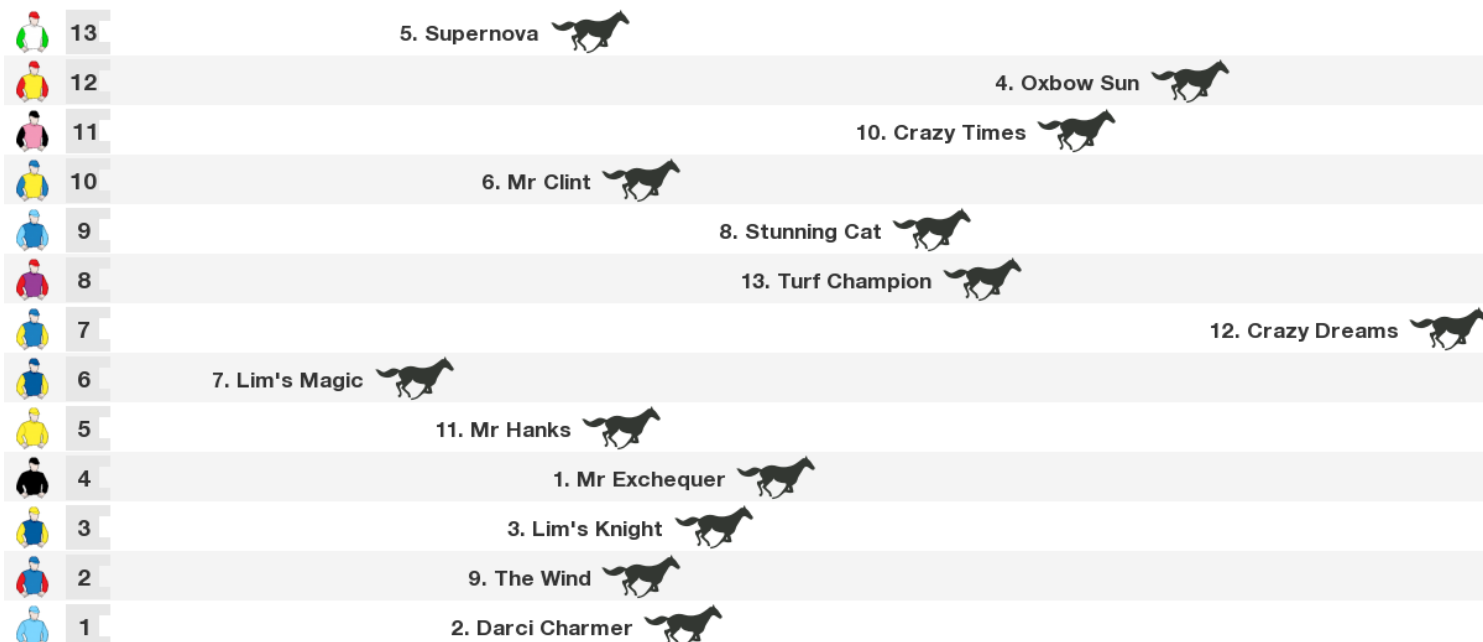 13 5. Supernova
12 4. Oxbow Sun
11 10. Crazy Times
10 6. Mr Clint
9 8. Stunning Cat
8 13. Turf Champion
7 12. Crazy Dreams
6 7. Lim's Magic
5 11. Mr Hanks
4 1. Mr Exchequer
3 3. Lim's Knight
2 9. The Wind
1 2. Darci Charmer